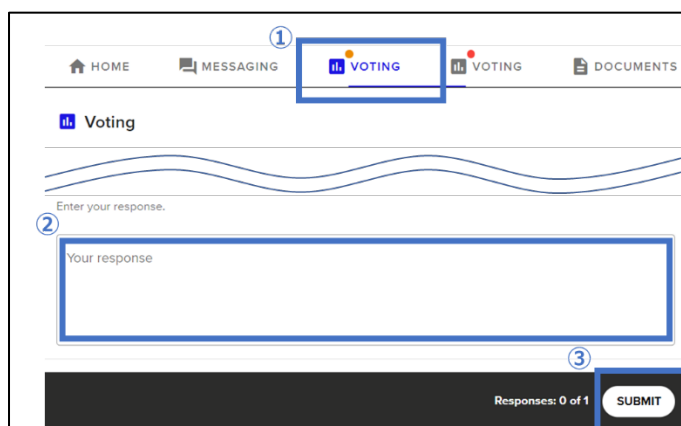 ①
HOME MESSAGING VOTING VOTING DOCUMENTS
Voting
Enter your response.
②
Your response
③
Responses: 0 of 1 SUBMIT